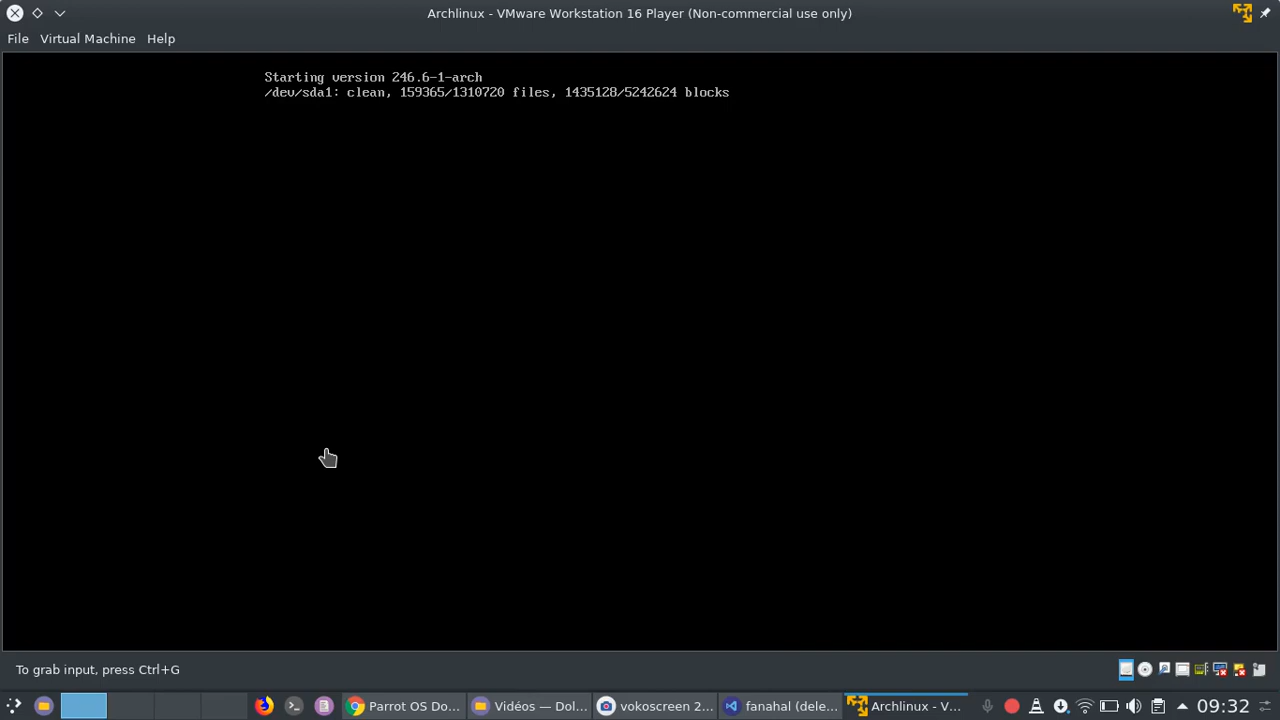 Archlinux - VMware Workstation 16 Player (Non-commercial use only)
File Virtual Machine Help
Starting version 246.6-1-arch
/dev/sda1: clean, 159365/1310720 files, 1435128/5242624 blocks
To grab input, press Ctrl+G
Parrot OS Do... Vidéos — Dol... vokoscreen 2... fanahal (dele... Archlinux - V... 09:32